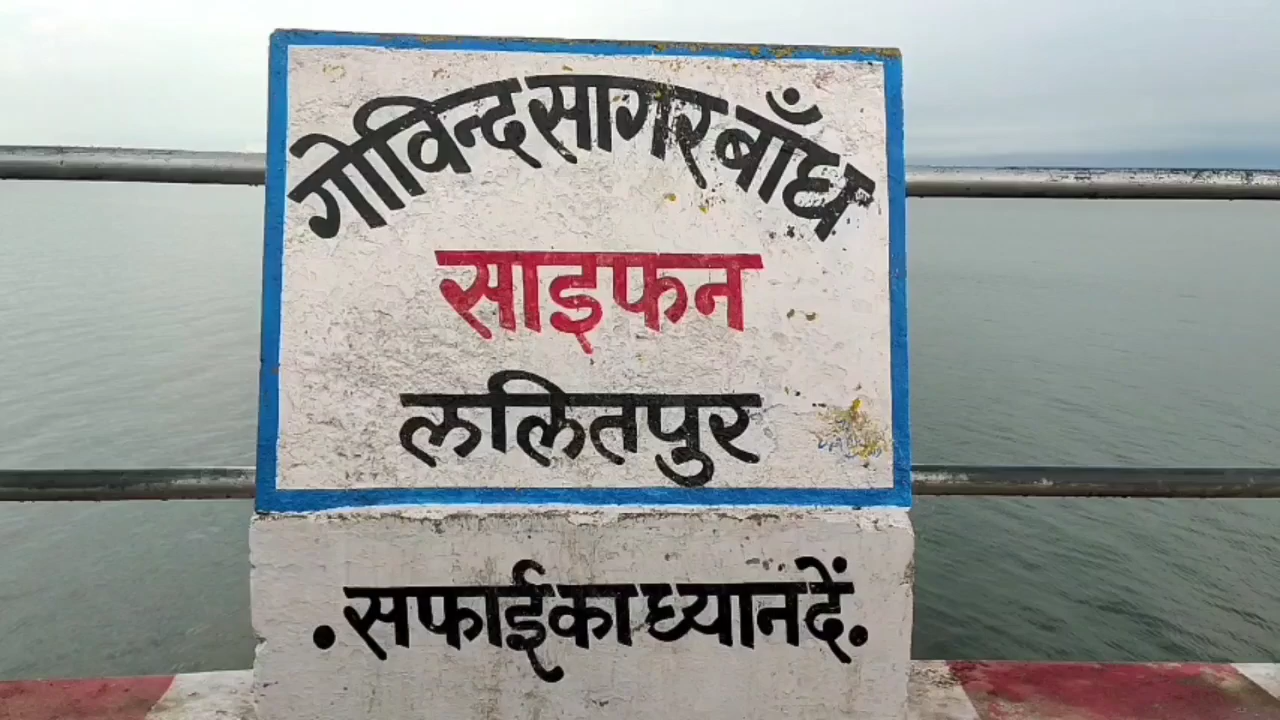 गोविन्द सागर बाँध
साइफन
ललितपुर
• सफाई का ध्यान दें •